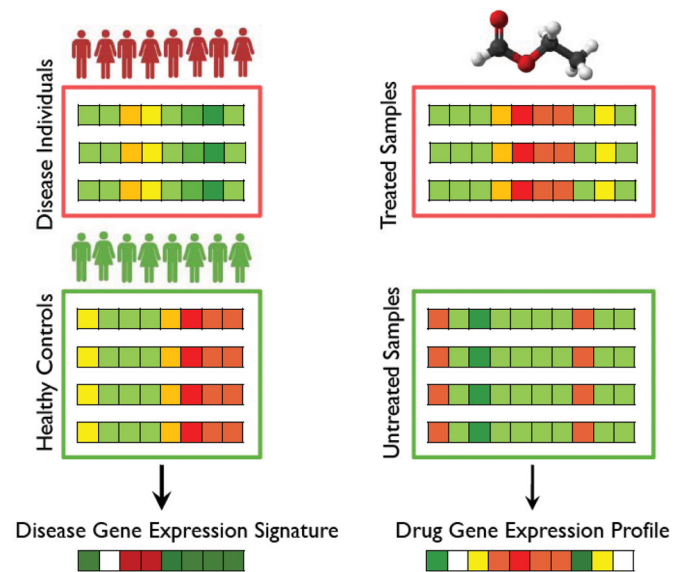 Disease Individuals
Treated Samples
Healthy Controls
Untreated Samples
Disease Gene Expression Signature
Drug Gene Expression Profile